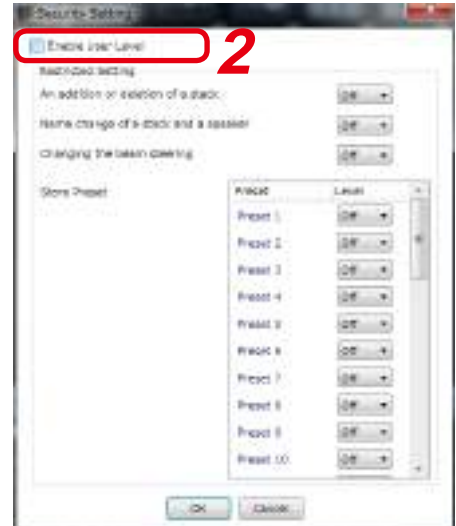 Security Setting
Enable User Level
2
Restricted Setting
An addition or deletion of a stack
Off
Name change of a stack and a speaker
Off
Changing the beam steering
Off
Store Preset
Preset Level
Preset 1 Off
Preset 2 Off
Preset 3 Off
Preset 4 Off
Preset 5 Off
Preset 6 Off
Preset 7 Off
Preset 8 Off
Preset 9 Off
Preset 10 Off
OK Cancel